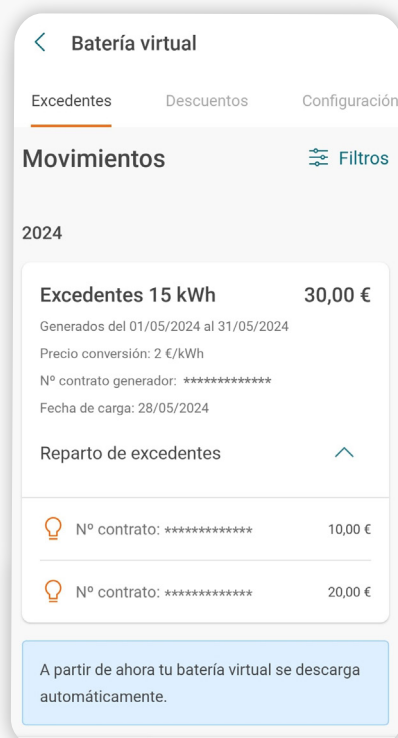 Batería virtual
Excedentes Descuentos Configuración
Movimientos Filtros
2024
Excedentes 15 kWh 30,00 €
Generados del 01/05/2024 al 31/05/2024
Precio conversión: 2 €/kWh
Nº contrato generador: *************
Fecha de carga: 28/05/2024
Reparto de excedentes
Nº contrato: ************* 10,00 €
Nº contrato: ************* 20,00 €
A partir de ahora tu batería virtual se descarga
automáticamente.